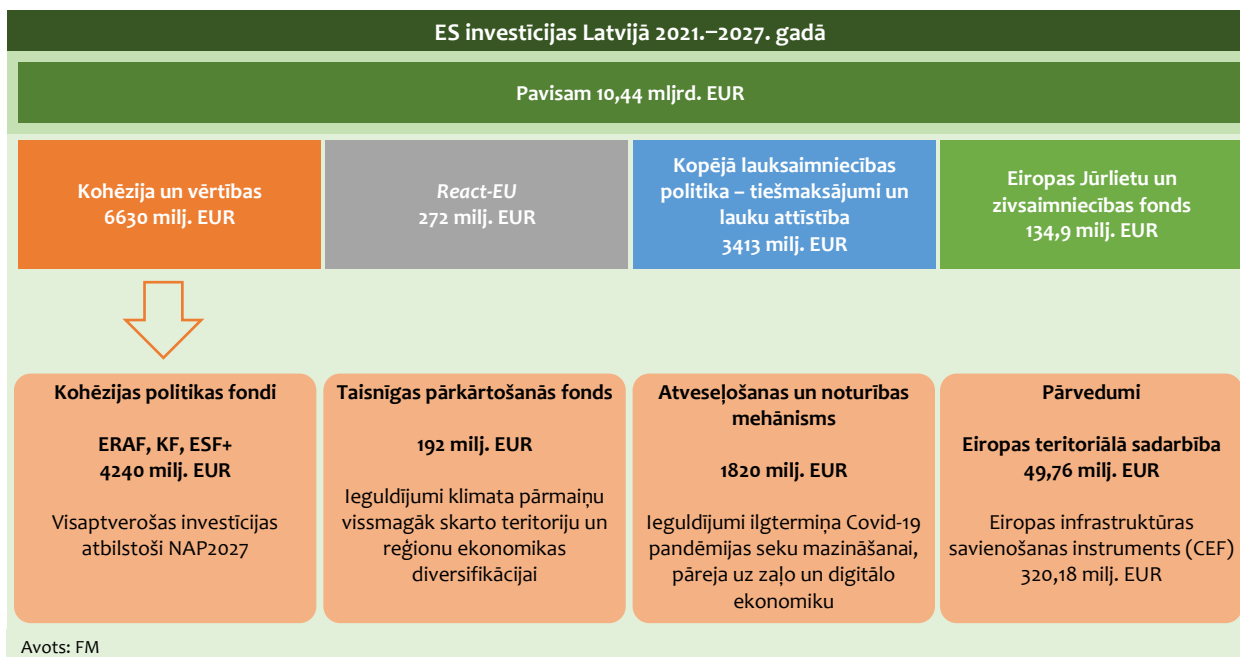 ES investīcijas Latvijā 2021.–2027. gadā
Pavisam 10,44 mljrd. EUR
Kohēzija un vērtības
6630 milj. EUR
React-EU
272 milj. EUR
Kopējā lauksaimniecības
politika – tiešmaksājumi un
lauku attīstība
3413 milj. EUR
Eiropas Jūrlietu un
zivsaimniecības fonds
134,9 milj. EUR
Kohēzijas politikas fondi
ERAF, KF, ESF+
4240 milj. EUR
Visaptverošas investīcijas
atbilstoši NAP2027
Taisnīgas pārkārtošanās fonds
192 milj. EUR
Ieguldījumi klimata pārmaiņu
vissmagāk skarto teritoriju un
reģionu ekonomikas
diversifikācijai
Atveseļošanas un noturības
mehānisms
1820 milj. EUR
Ieguldījumi ilgtermiņa Covid-19
pandēmijas seku mazināšanai,
pāreja uz zaļo un digitālo
ekonomiku
Pārvedumi
Eiropas teritoriālā sadarbība
49,76 milj. EUR
Eiropas infrastruktūras
savienošanas instruments (CEF)
320,18 milj. EUR
Avots: FM